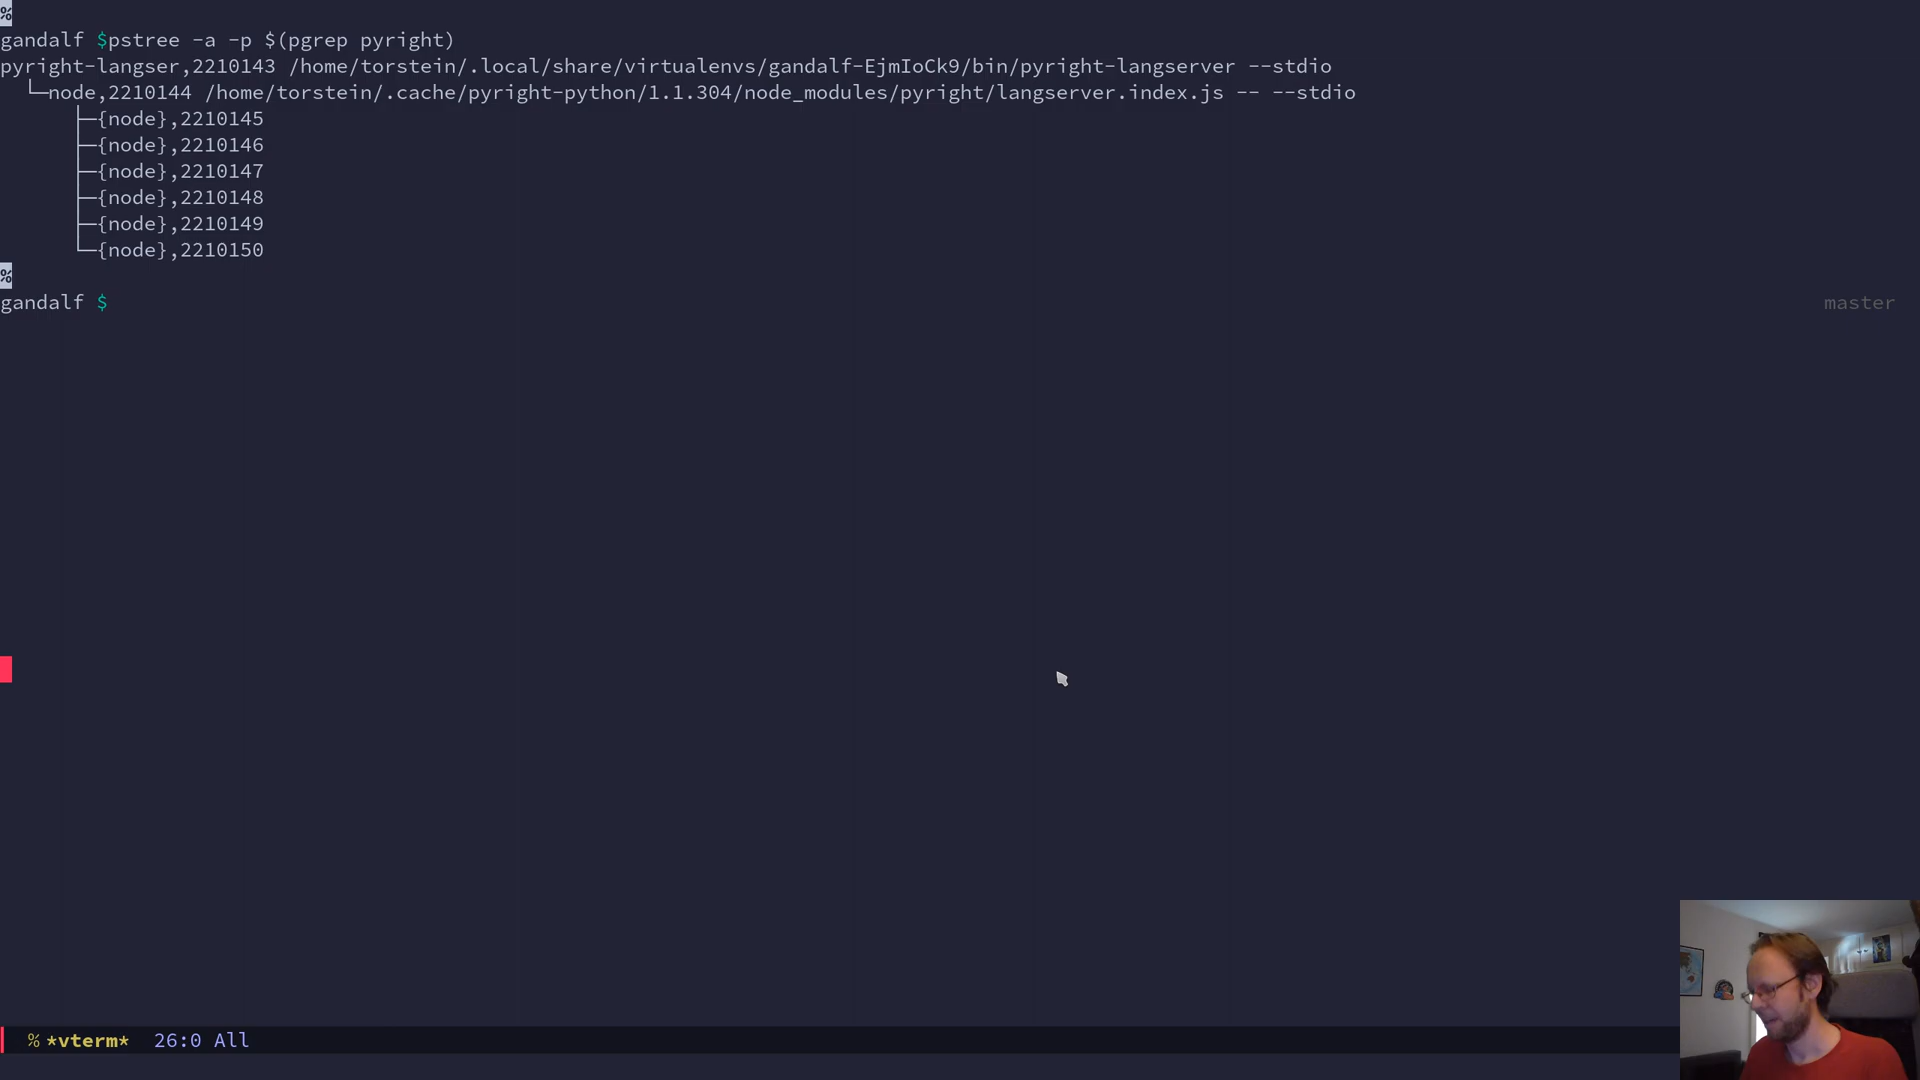 %
gandalf $pstree -a -p $(pgrep pyright)
pyright-langser,2210143 /home/torstein/.local/share/virtualenvs/gandalf-EjmIoCk9/bin/pyright-langserver --stdio
└─node,2210144 /home/torstein/.cache/pyright-python/1.1.304/node_modules/pyright/langserver.index.js -- --stdio
├─{node},2210145
├─{node},2210146
├─{node},2210147
├─{node},2210148
├─{node},2210149
└─{node},2210150
%
gandalf $ master
% *vterm* 26:0 All